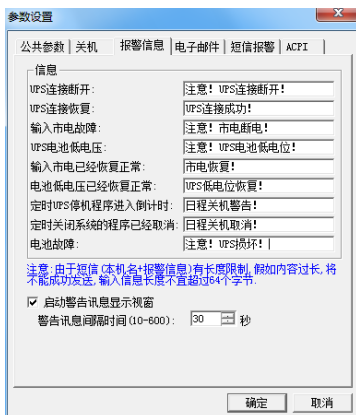 参数设置
公共参数 关机 报警信息 电子邮件 短信报警 ACPI
信息
UPS连接断开: 注意! UPS连接断开!
UPS连接恢复: UPS连接成功!
输入市电故障: 注意! 市电断电!
UPS电池低电压: 注意! UPS电池低电位!
输入市电已经恢复正常: 市电恢复!
电池低电压已经恢复正常: UPS低电位恢复!
定时UPS停机程序进入倒计时: 日程关机警告!
定时关闭系统的程序已经取消: 日程关机取消!
电池故障: 注意! UPS损坏!
注意:由于短信(本机名+报警信息)有长度限制,假如内容过长,将
不能成功发送,输入信息长度不宜超过64个字节.
启动警告讯息显示视窗
警告讯息间隔时间(10-600): 30 秒
确定 取消